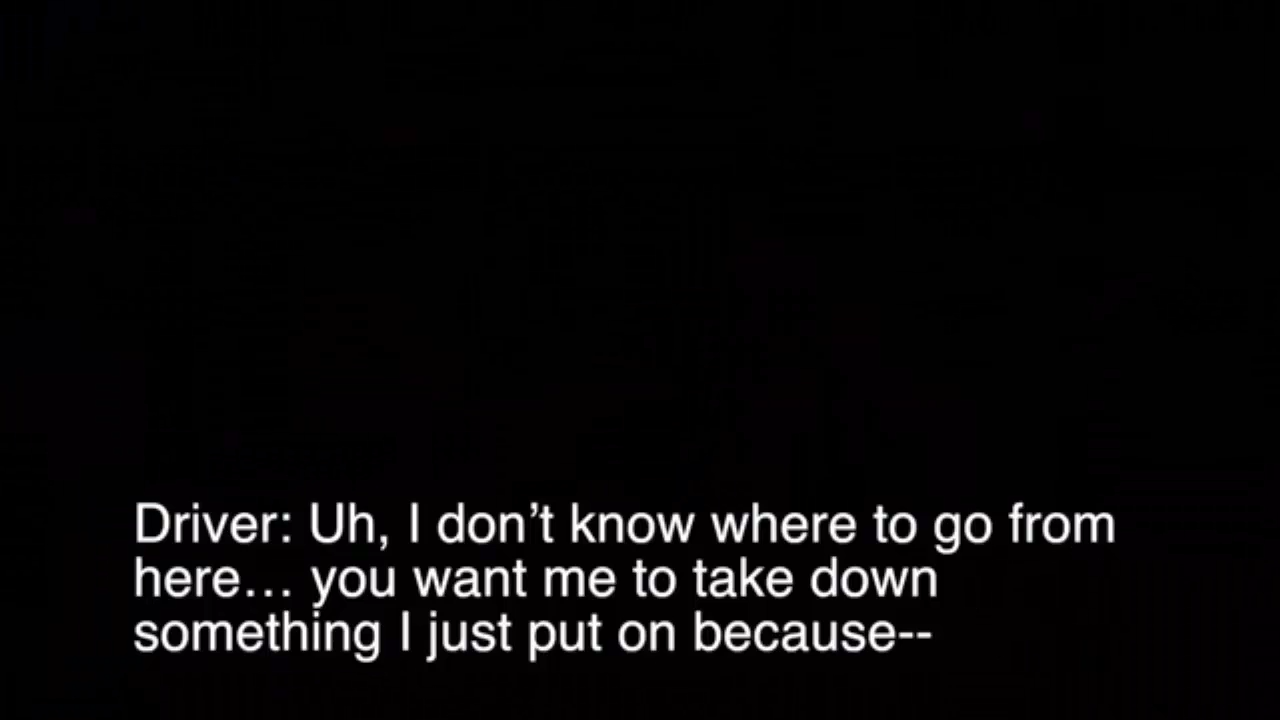 Driver: Uh, I don’t know where to go from
here… you want me to take down
something I just put on because--